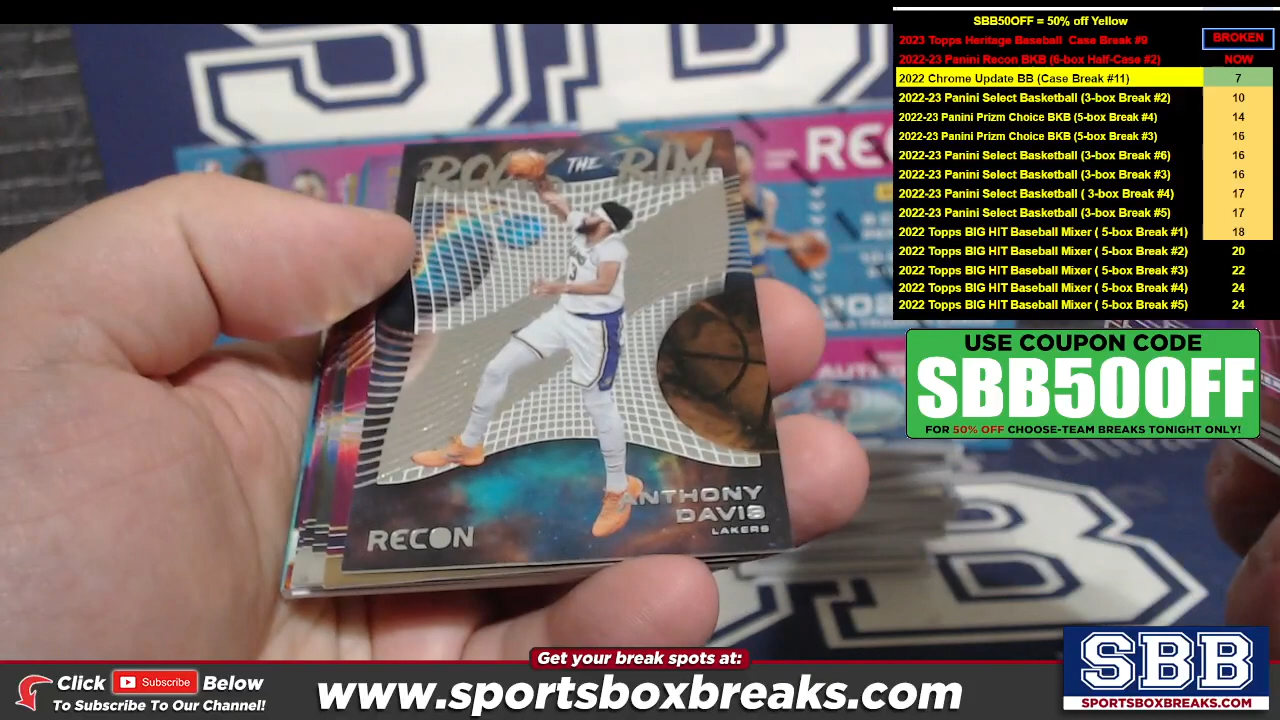 SBB50OFF = 50% off Yellow
2023 Topps Heritage Baseball Case Break #9 BROKEN
2022-23 Panini Recon BKB (6-box Half-Case #2) NOW
2022 Chrome Update BB (Case Break #11) 7
2022-23 Panini Select Basketball (3-box Break #2) 10
2022-23 Panini Prizm Choice BKB (5-box Break #4) 14
2022-23 Panini Prizm Choice BKB (5-box Break #3) 16
2022-23 Panini Select Basketball (3-box Break #6) 16
2022-23 Panini Select Basketball (3-box Break #3) 16
2022-23 Panini Select Basketball ( 3-box Break #4) 17
2022-23 Panini Select Basketball (3-box Break #5) 17
2022 Topps BIG HIT Baseball Mixer ( 5-box Break #1) 18
2022 Topps BIG HIT Baseball Mixer ( 5-box Break #2) 20
2022 Topps BIG HIT Baseball Mixer ( 5-box Break #3) 22
2022 Topps BIG HIT Baseball Mixer ( 5-box Break #4) 24
2022 Topps BIG HIT Baseball Mixer ( 5-box Break #5) 24
USE COUPON CODE
SBB50OFF
FOR 50% OFF CHOOSE-TEAM BREAKS TONIGHT ONLY!
ROCK THE RIM
3
ANTHONY
DAVIS
LAKERS
RECON
Get your break spots at:
Click Subscribe Below
To Subscribe To Our Channel!
www.sportsboxbreaks.com
SBB
SPORTSBOXBREAKS.COM